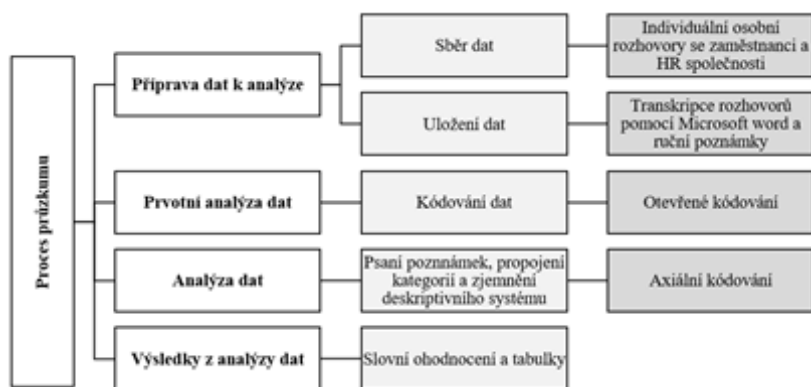 Proces průzkumu
Příprava dat k analýze
Sběr dat
Individuální osobní
rozhovory se zaměstnanci a
HR společnosti
Uložení dat
Transkripce rozhovorů
pomocí Microsoft word a
ruční poznámky
Prvotní analýza dat
Kódování dat
Otevřené kódování
Analýza dat
Psaní poznnámek, propojení
kategorií a zjemnění
deskriptivního systému
Axiální kódování
Výsledky z analýzy dat
Slovní ohodnocení a tabulky